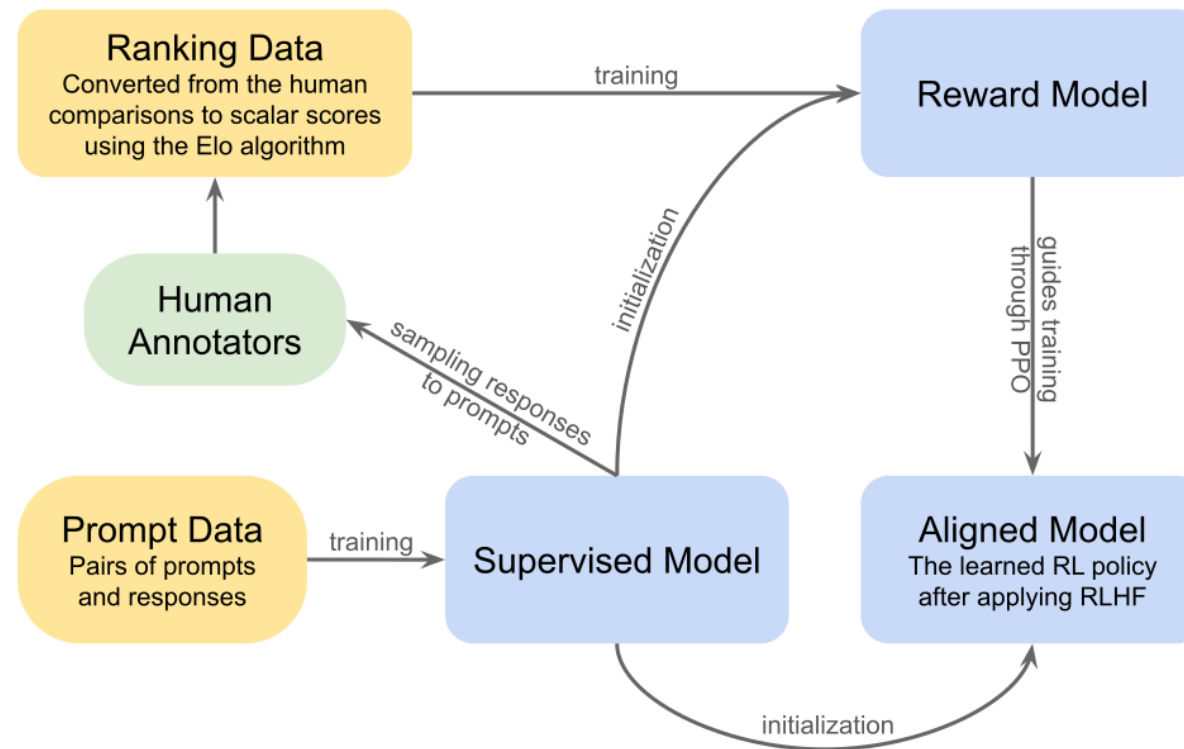 Ranking Data
Converted from the human
comparisons to scalar scores
using the Elo algorithm
training
Reward Model
initialization
guides training
through PPO
Human
Annotators
sampling responses
to prompts
Prompt Data
Pairs of prompts
and responses
training
Supervised Model
Aligned Model
The learned RL policy
after applying RLHF
initialization